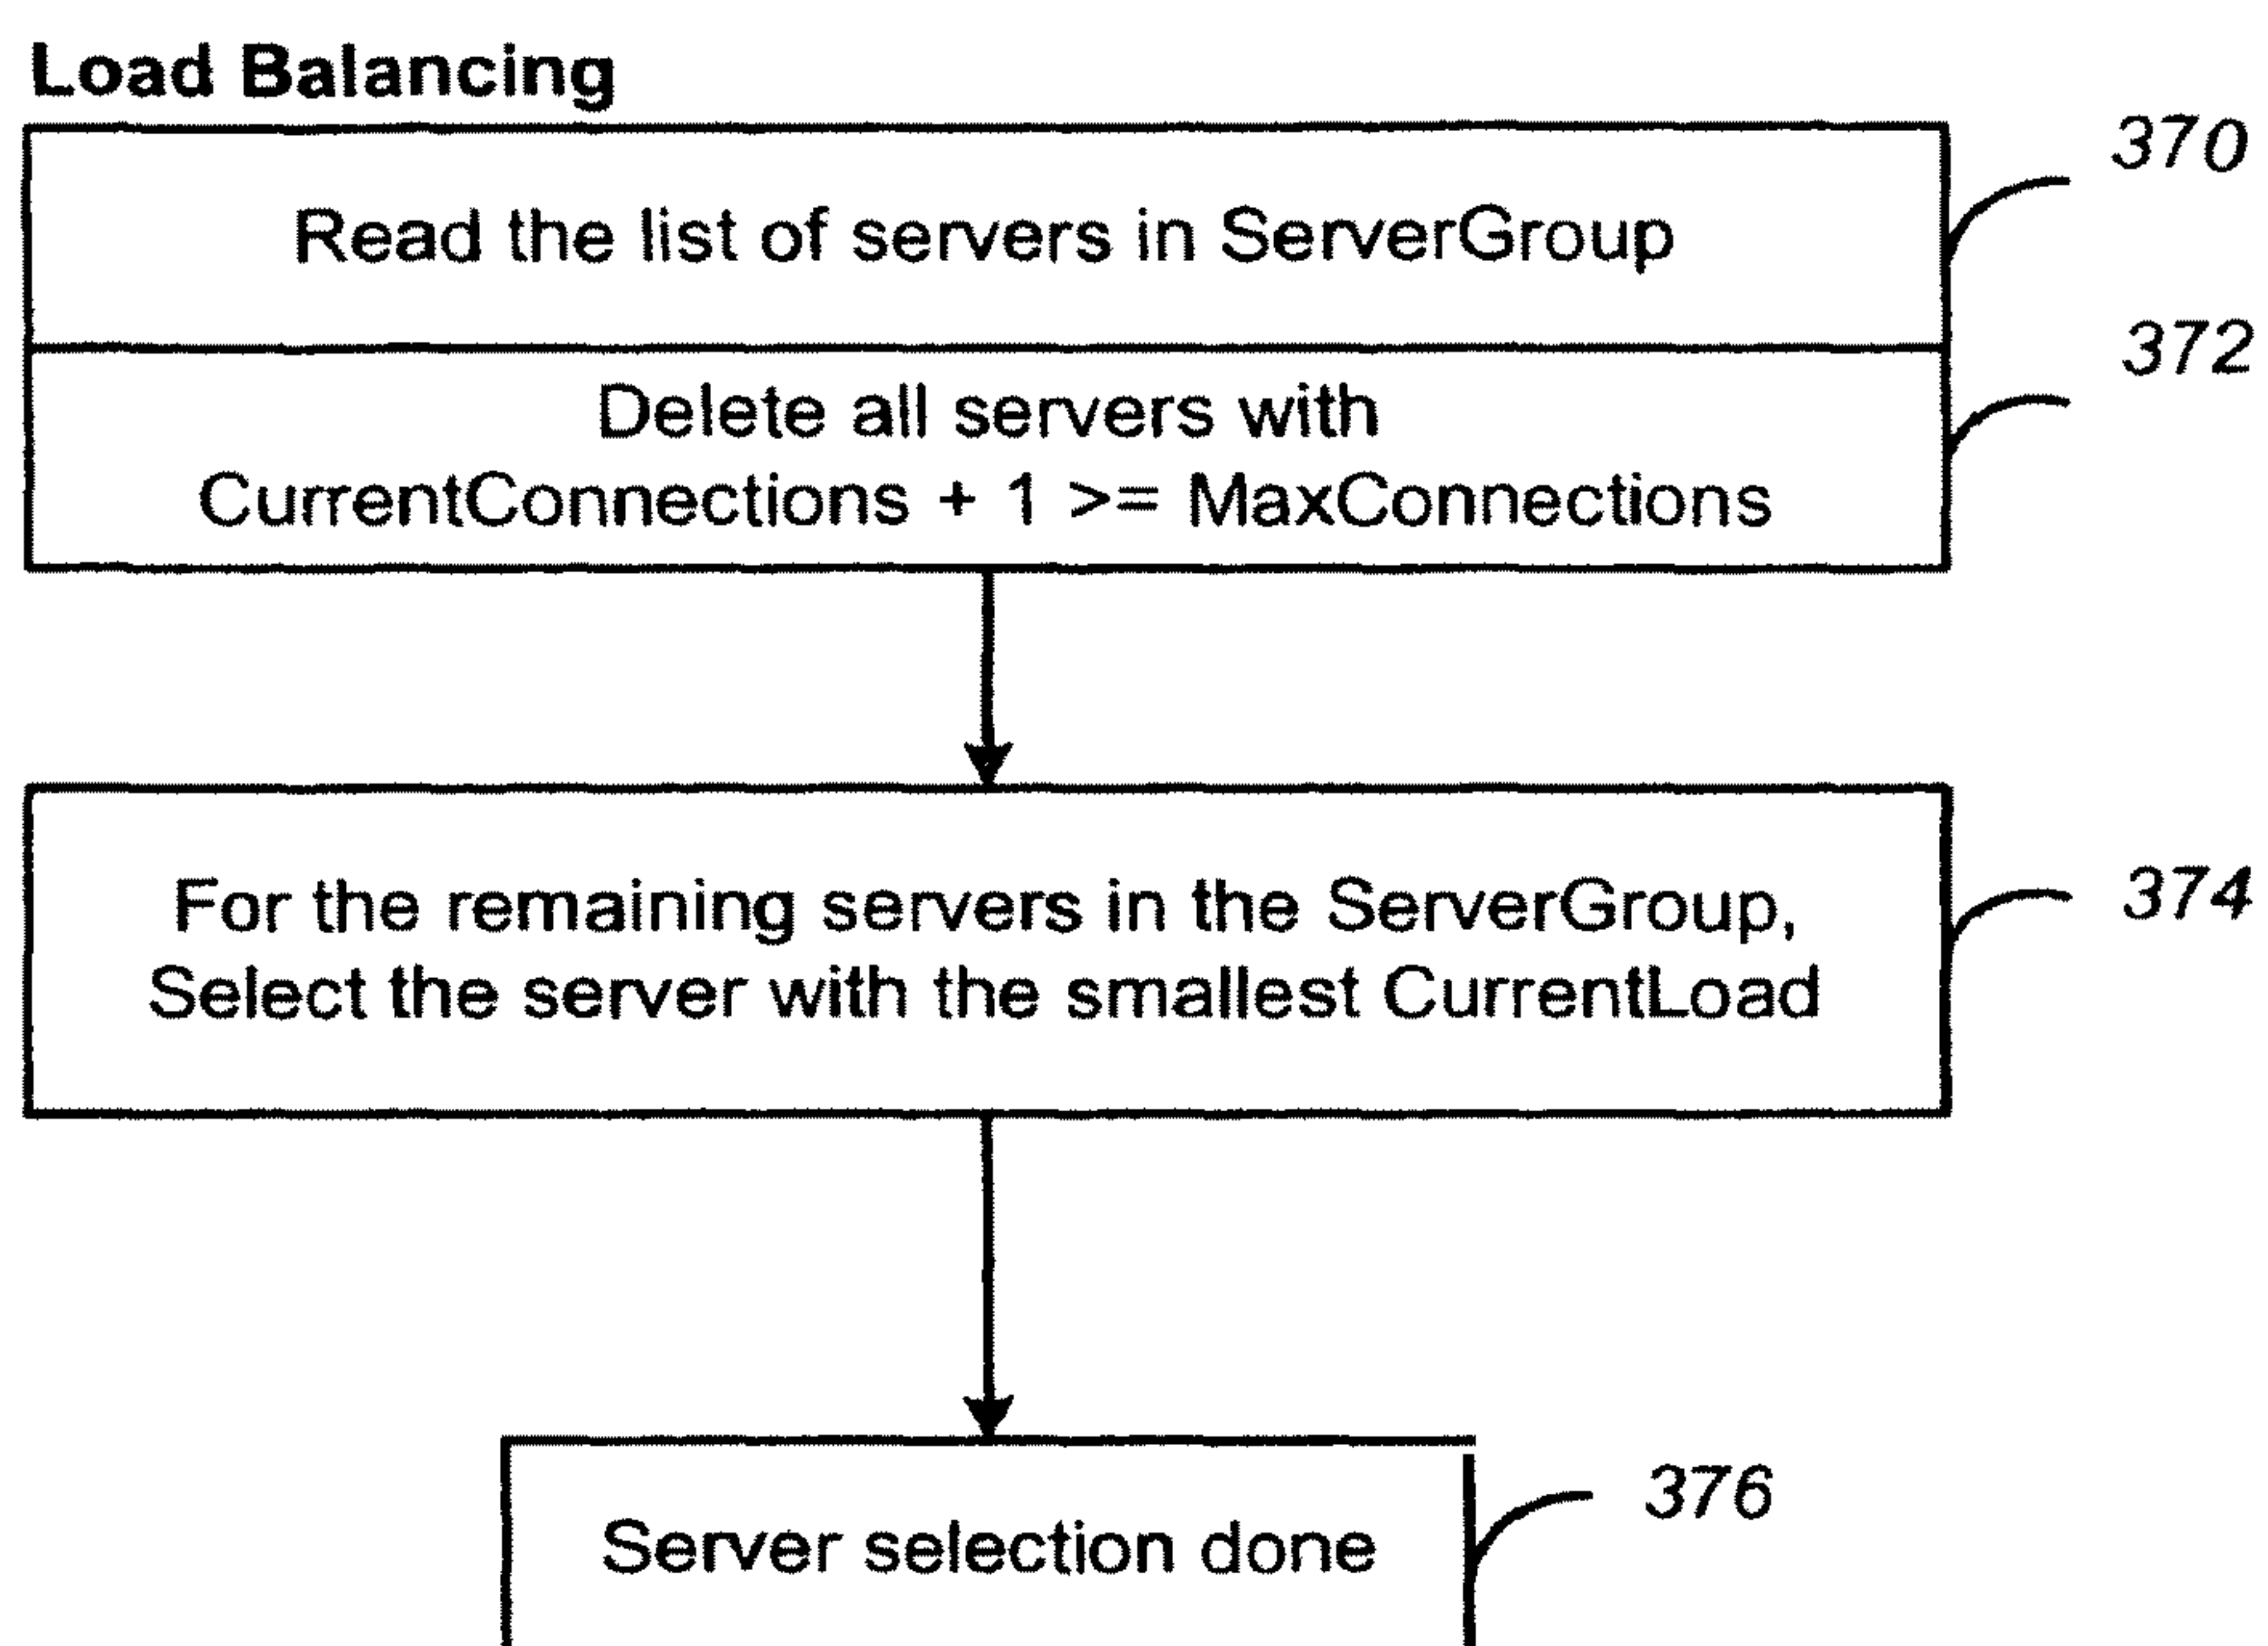 Load Balancing
370
Read the list of servers in ServerGroup
372
Delete all servers with
CurrentConnections + 1 >= MaxConnections
374
For the remaining servers in the ServerGroup,
Select the server with the smallest CurrentLoad
376
Server selection done